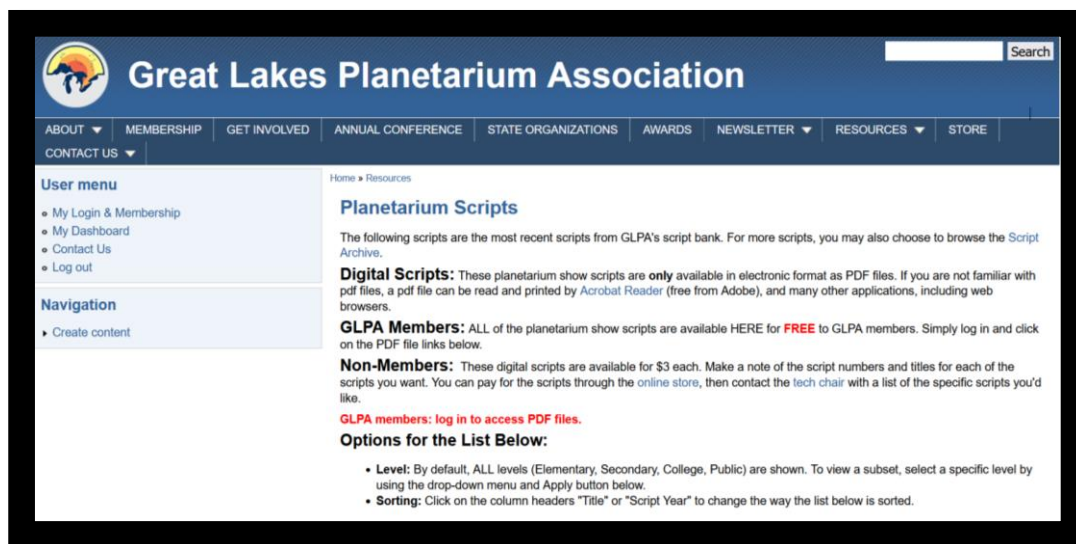 Great Lakes Planetarium Association
Search
ABOUT MEMBERSHIP GET INVOLVED ANNUAL CONFERENCE STATE ORGANIZATIONS AWARDS NEWSLETTER RESOURCES STORE
CONTACT US
User menu
My Login & Membership
My Dashboard
Contact Us
Log out
Navigation
Create content
Home » Resources
Planetarium Scripts
The following scripts are the most recent scripts from GLPA's script bank. For more scripts, you may also choose to browse the Script
Archive.
Digital Scripts: These planetarium show scripts are only available in electronic format as PDF files. If you are not familiar with
pdf files, a pdf file can be read and printed by Acrobat Reader (free from Adobe), and many other applications, including web
browsers.
GLPA Members: ALL of the planetarium show scripts are available HERE for FREE to GLPA members. Simply log in and click
on the PDF file links below.
Non-Members: These digital scripts are available for $3 each. Make a note of the script numbers and titles for each of the
scripts you want. You can pay for the scripts through the online store, then contact the tech chair with a list of the specific scripts you'd
like.
GLPA members: log in to access PDF files.
Options for the List Below:
• Level: By default, ALL levels (Elementary, Secondary, College, Public) are shown. To view a subset, select a specific level by
using the drop-down menu and Apply button below.
• Sorting: Click on the column headers "Title" or "Script Year" to change the way the list below is sorted.